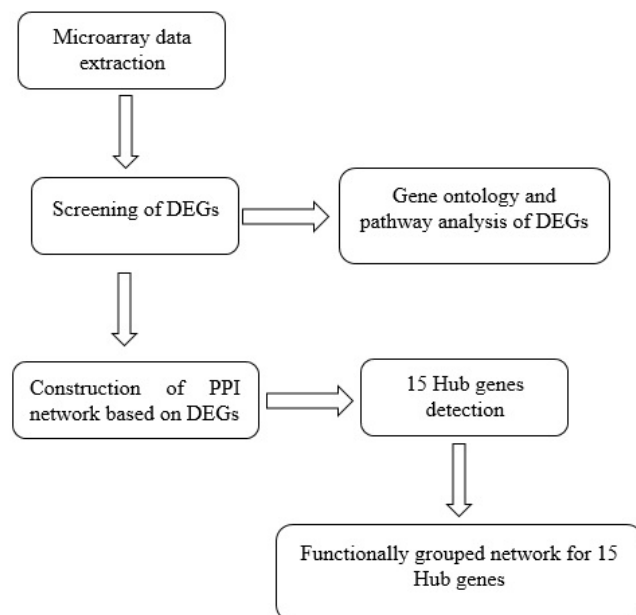 Microarray data
extraction
Screening of DEGs
Gene ontology and
pathway analysis of DEGs
Construction of PPI
network based on DEGs
15 Hub genes
detection
Functionally grouped network for 15
Hub genes